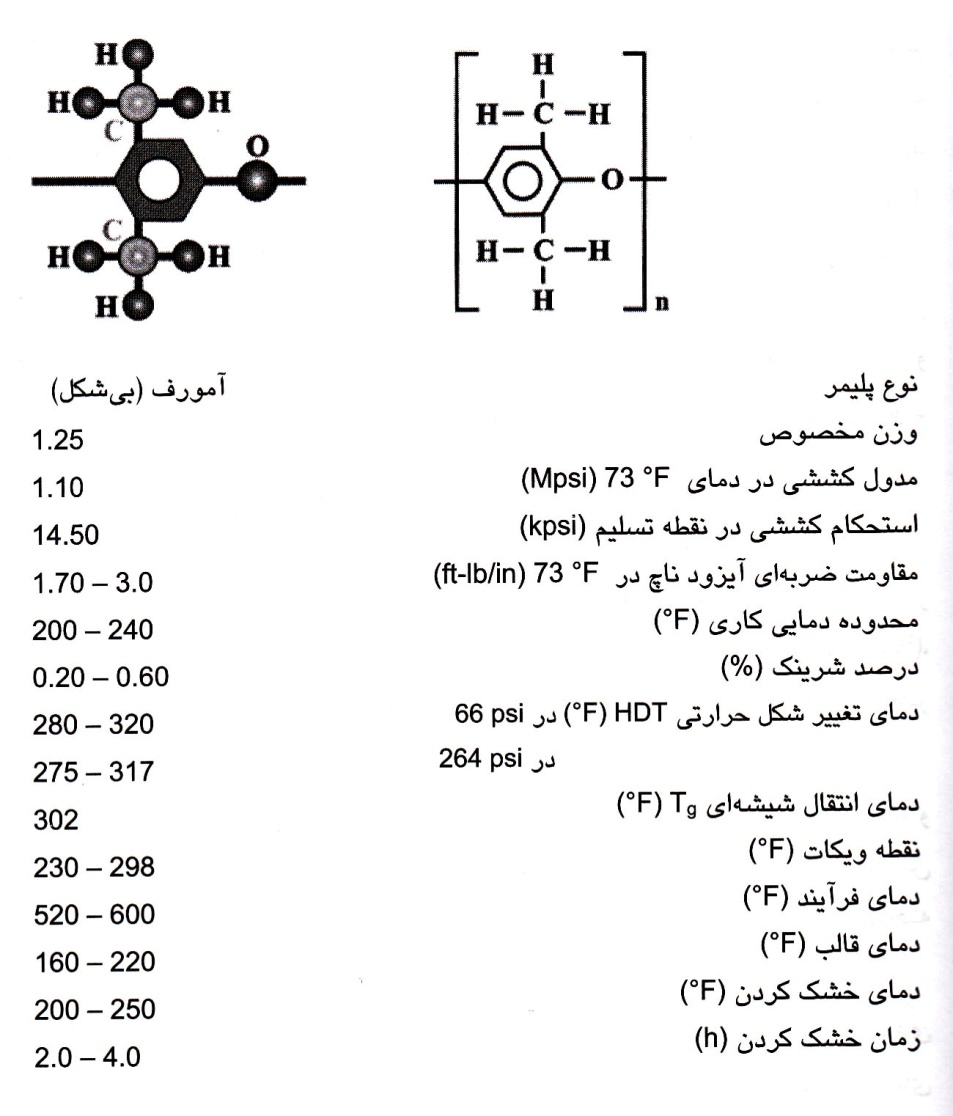 H
H H
C
O
C
H H
H
H
H–C–H
O
H–C–H
H
n
نوع پلیمر آمورف (بی‌شکل)
وزن مخصوص 1.25
مدول کششی در دمای 73 °F (Mpsi) 1.10
استحکام کششی در نقطه تسلیم (kpsi) 14.50
مقاومت ضربه‌ای آیزود ناچ در 73 °F (ft-lb/in) 1.70 – 3.0
محدوده دمایی کاری (°F) 200 – 240
درصد شرینک (%) 0.20 – 0.60
دمای تغییر شکل حرارتی HDT (°F) در 66 psi 280 – 320
در 264 psi 275 – 317
دمای انتقال شیشه‌ای Tg (°F) 302
نقطه ویکات (°F) 230 – 298
دمای فرآیند (°F) 520 – 600
دمای قالب (°F) 160 – 220
دمای خشک کردن (°F) 200 – 250
زمان خشک کردن (h) 2.0 – 4.0